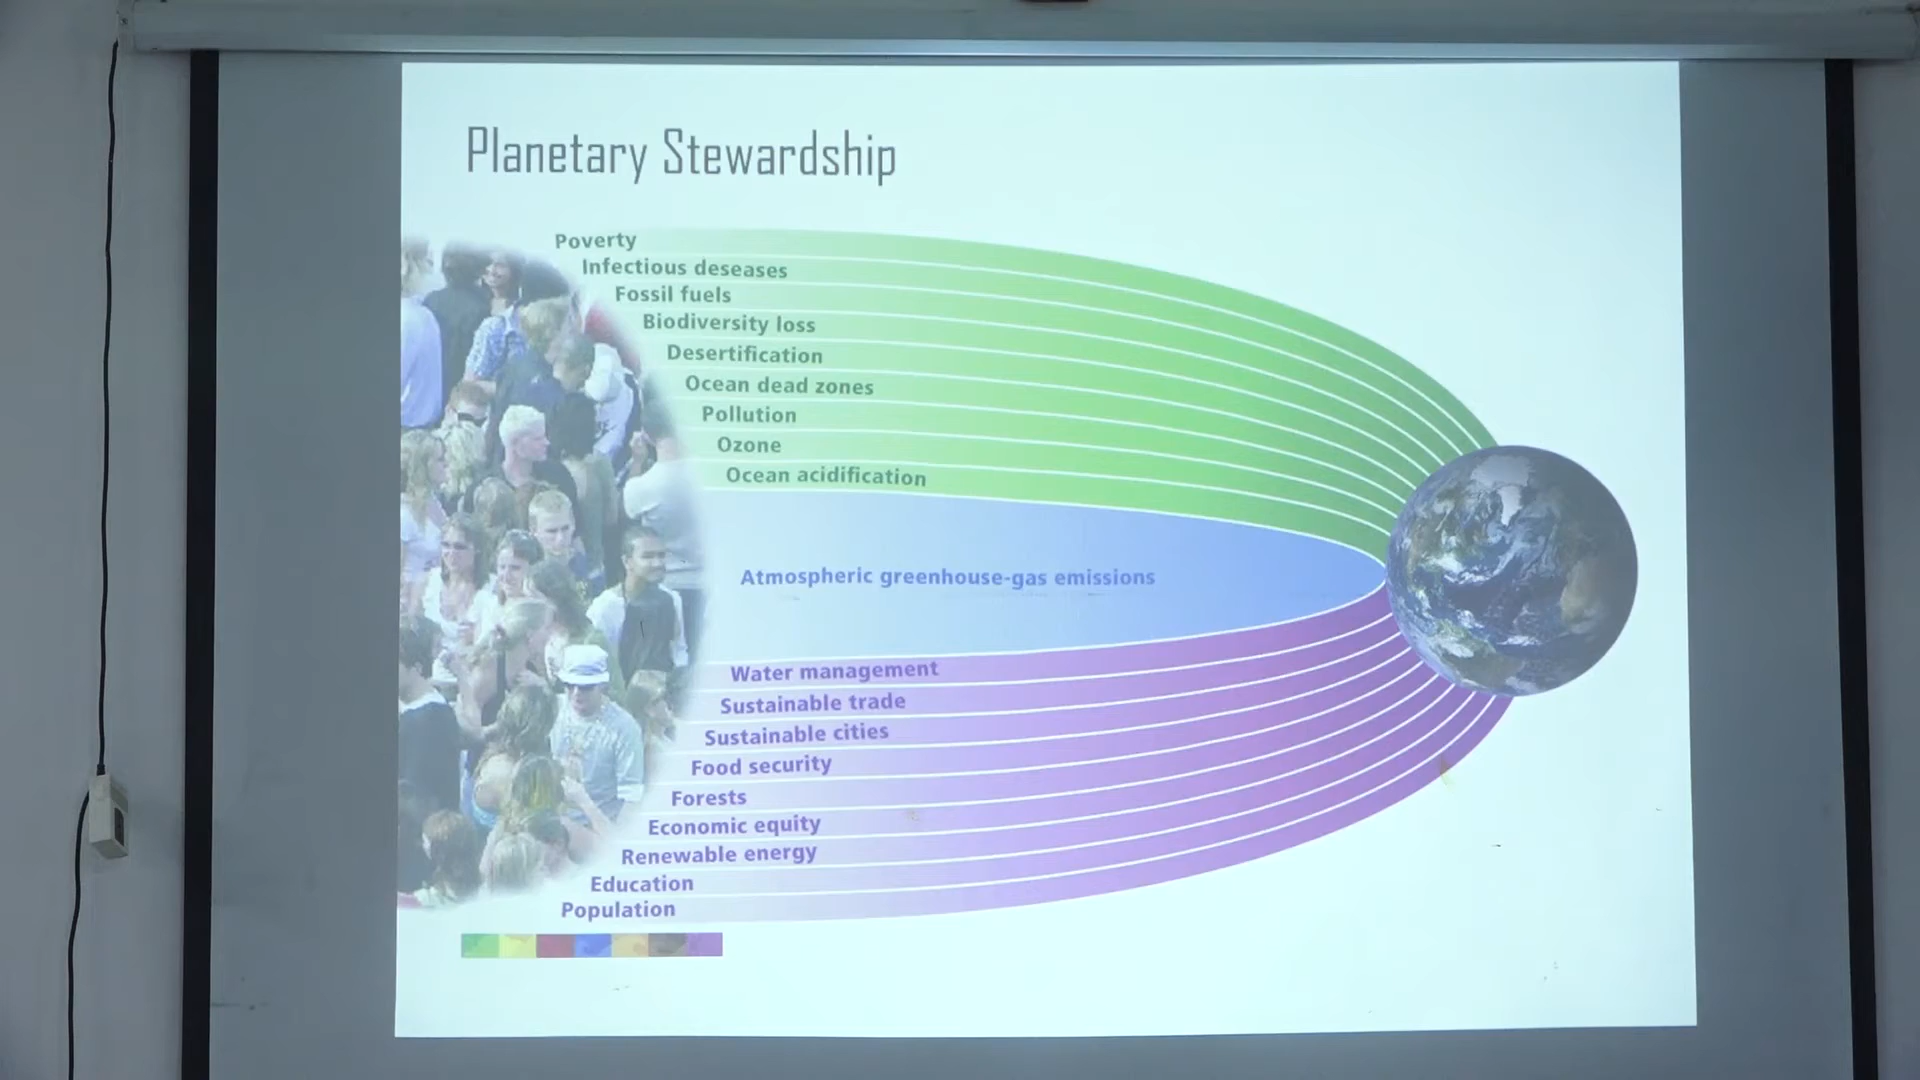 Planetary Stewardship
Poverty
Infectious deseases
Fossil fuels
Biodiversity loss
Desertification
Ocean dead zones
Pollution
Ozone
Ocean acidification
Atmospheric greenhouse-gas emissions
Water management
Sustainable trade
Sustainable cities
Food security
Forests
Economic equity
Renewable energy
Education
Population